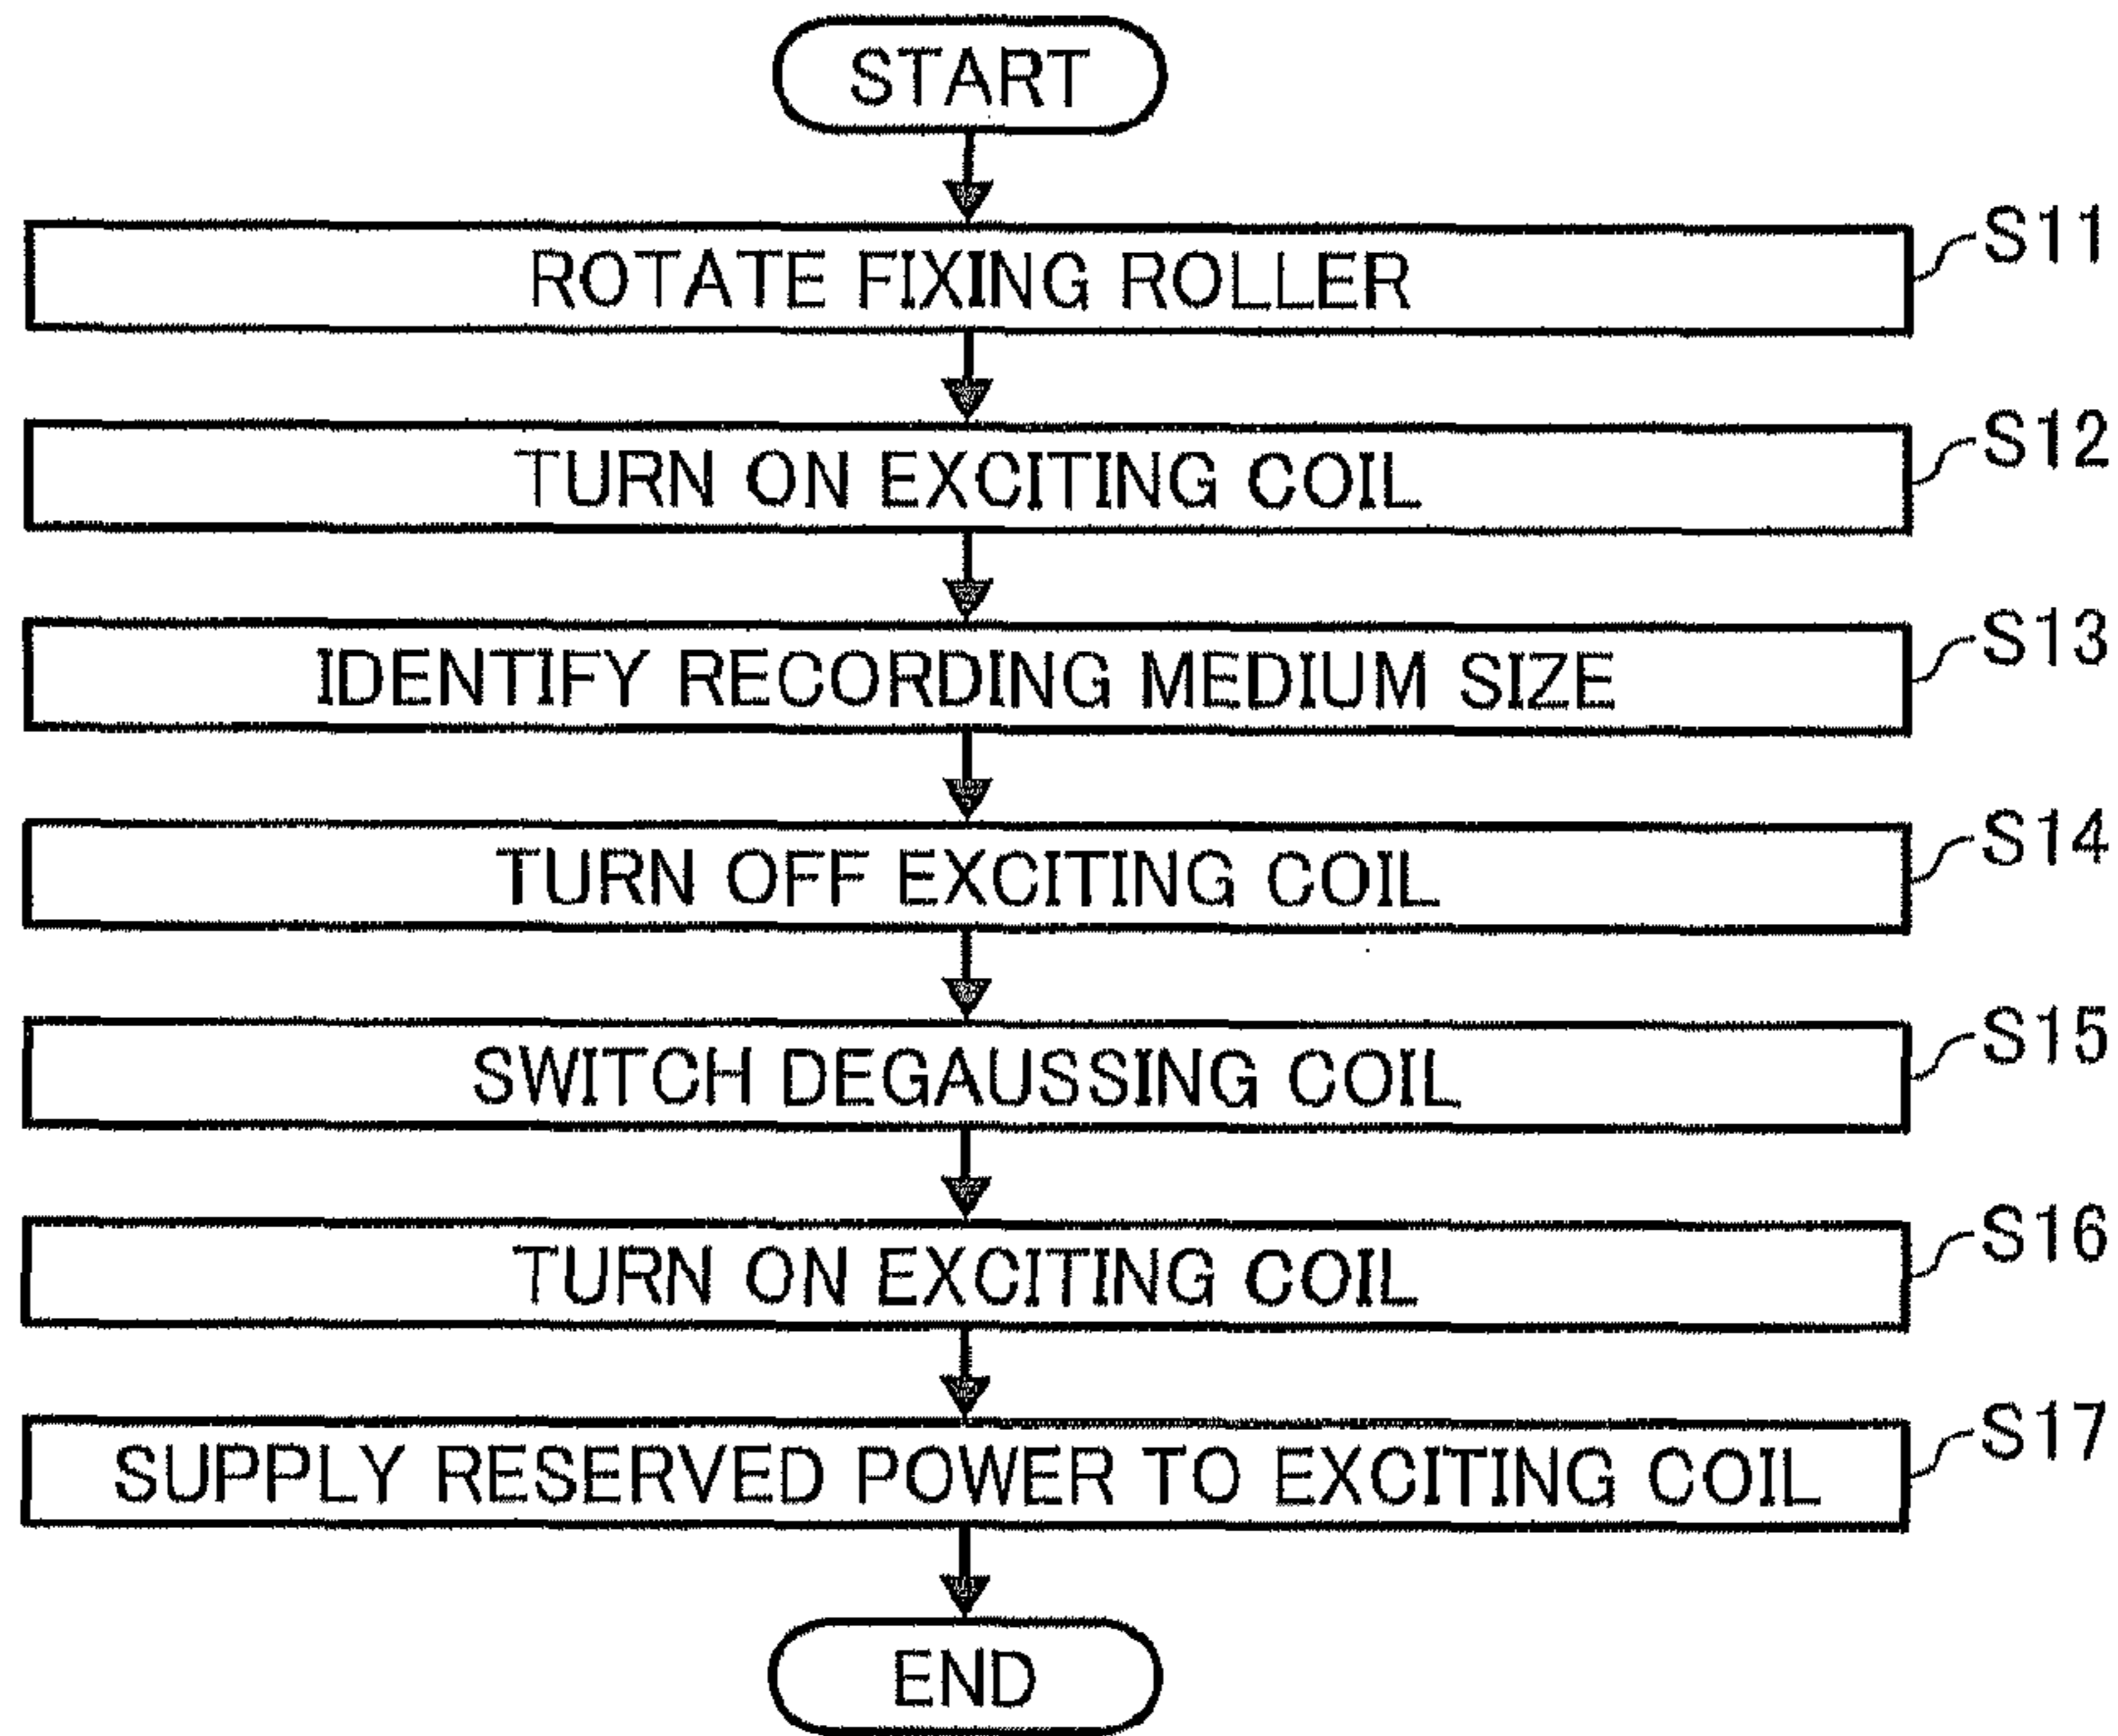 START
ROTATE FIXING ROLLER
S11
TURN ON EXCITING COIL
S12
IDENTIFY RECORDING MEDIUM SIZE
S13
TURN OFF EXCITING COIL
S14
SWITCH DEGAUSSING COIL
S15
TURN ON EXCITING COIL
S16
SUPPLY RESERVED POWER TO EXCITING COIL
S17
END